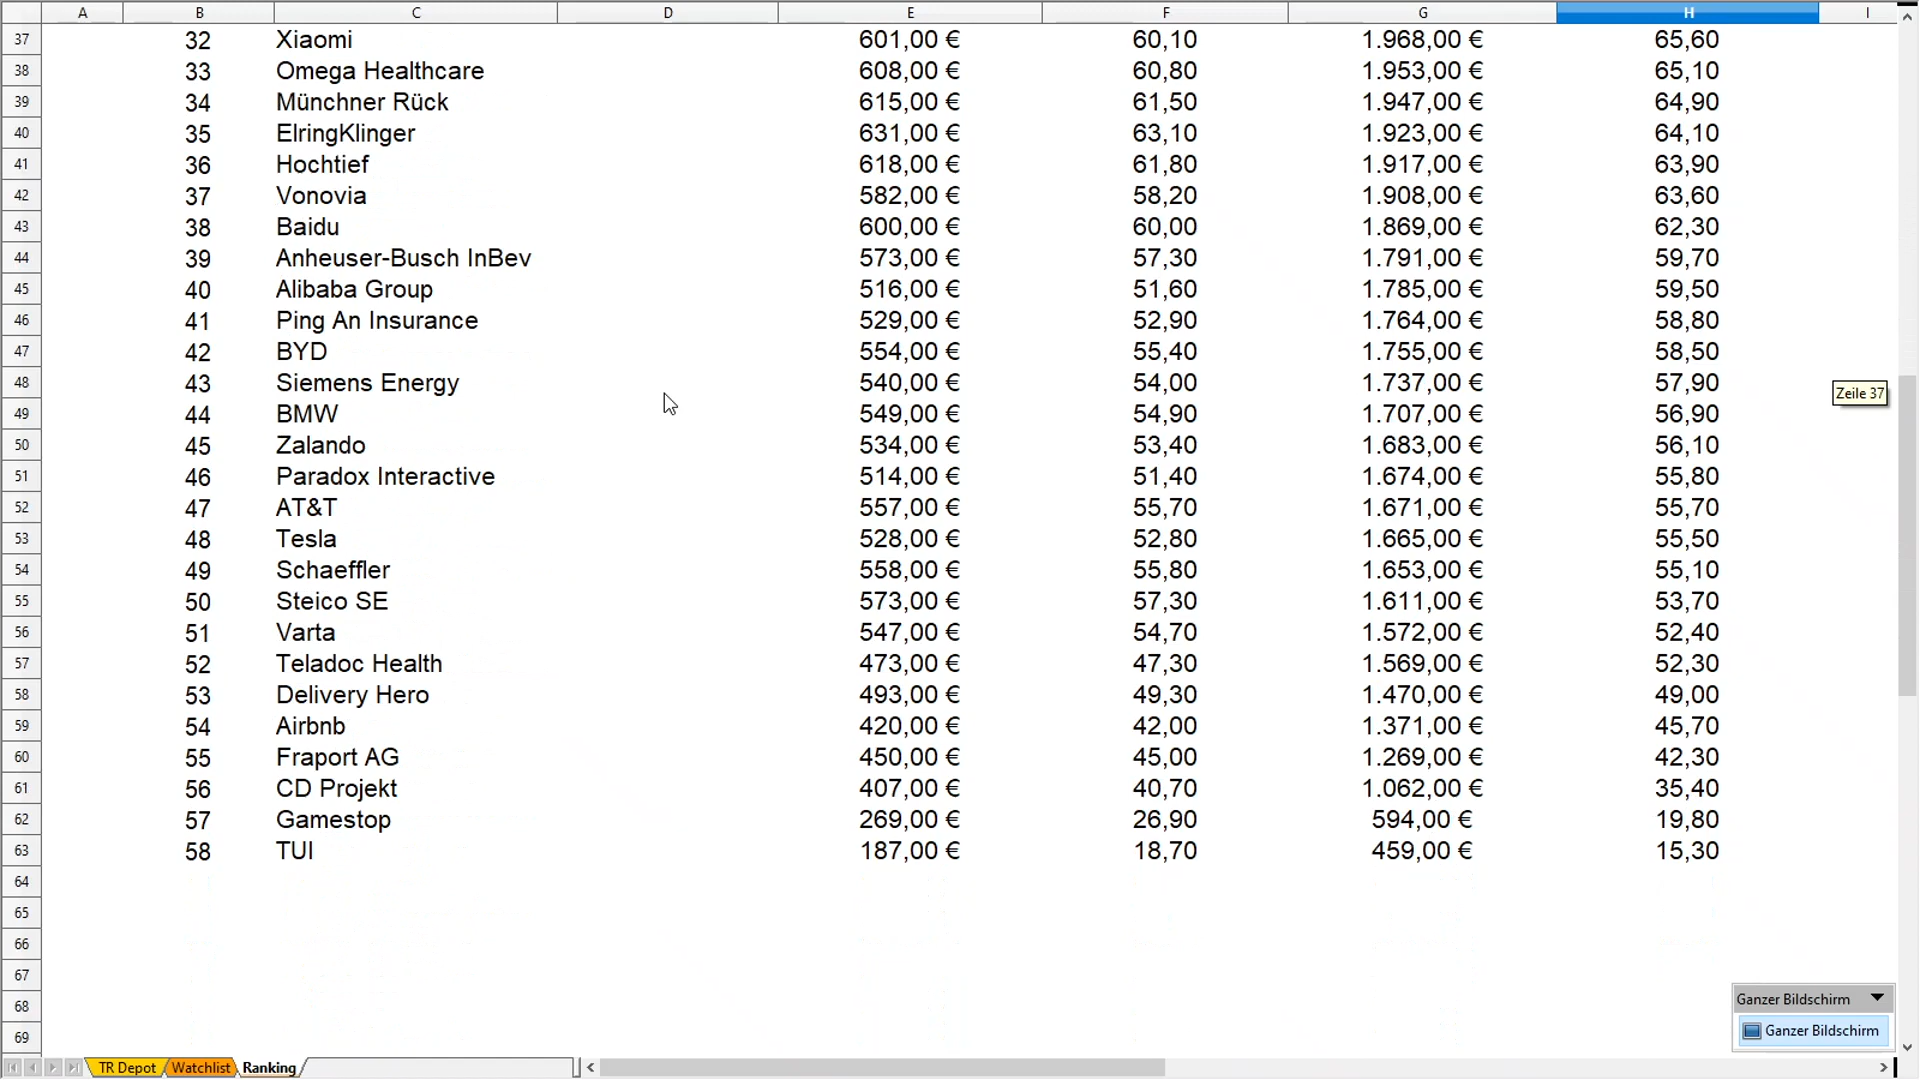 A B C D E F G H I
37 32 Xiaomi 601,00 € 60,10 1.968,00 € 65,60
38 33 Omega Healthcare 608,00 € 60,80 1.953,00 € 65,10
39 34 Münchner Rück 615,00 € 61,50 1.947,00 € 64,90
40 35 ElringKlinger 631,00 € 63,10 1.923,00 € 64,10
41 36 Hochtief 618,00 € 61,80 1.917,00 € 63,90
42 37 Vonovia 582,00 € 58,20 1.908,00 € 63,60
43 38 Baidu 600,00 € 60,00 1.869,00 € 62,30
44 39 Anheuser-Busch InBev 573,00 € 57,30 1.791,00 € 59,70
45 40 Alibaba Group 516,00 € 51,60 1.785,00 € 59,50
46 41 Ping An Insurance 529,00 € 52,90 1.764,00 € 58,80
47 42 BYD 554,00 € 55,40 1.755,00 € 58,50
48 43 Siemens Energy 540,00 € 54,00 1.737,00 € 57,90
Zeile 37
49 44 BMW 549,00 € 54,90 1.707,00 € 56,90
50 45 Zalando 534,00 € 53,40 1.683,00 € 56,10
51 46 Paradox Interactive 514,00 € 51,40 1.674,00 € 55,80
52 47 AT&T 557,00 € 55,70 1.671,00 € 55,70
53 48 Tesla 528,00 € 52,80 1.665,00 € 55,50
54 49 Schaeffler 558,00 € 55,80 1.653,00 € 55,10
55 50 Steico SE 573,00 € 57,30 1.611,00 € 53,70
56 51 Varta 547,00 € 54,70 1.572,00 € 52,40
57 52 Teladoc Health 473,00 € 47,30 1.569,00 € 52,30
58 53 Delivery Hero 493,00 € 49,30 1.470,00 € 49,00
59 54 Airbnb 420,00 € 42,00 1.371,00 € 45,70
60 55 Fraport AG 450,00 € 45,00 1.269,00 € 42,30
61 56 CD Projekt 407,00 € 40,70 1.062,00 € 35,40
62 57 Gamestop 269,00 € 26,90 594,00 € 19,80
63 58 TUI 187,00 € 18,70 459,00 € 15,30
64
65
66
67
68
Ganzer Bildschirm
Ganzer Bildschirm
69
TR Depot Watchlist Ranking